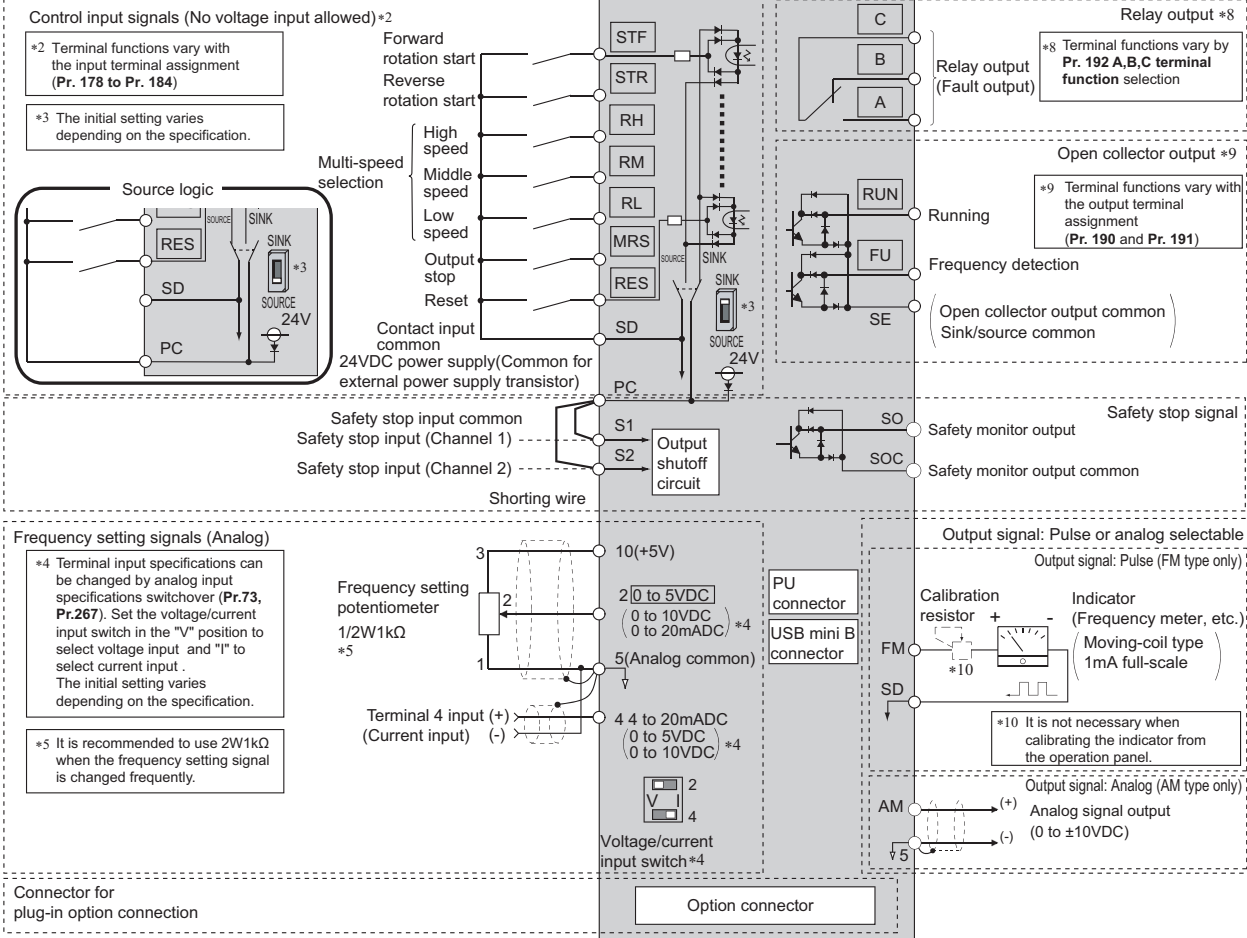 Control input signals (No voltage input allowed)*2
*2 Terminal functions vary with
the input terminal assignment
(Pr. 178 to Pr. 184)
*3 The initial setting varies
depending on the specification.
Source logic
SOURCE
SINK
RES
SINK
*3
SD
SOURCE
24V
PC
Forward
rotation start
Reverse
rotation start
Multi-speed
selection
High
speed
Middle
speed
Low
speed
Output
stop
Reset
Contact input
common
24VDC power supply(Common for
external power supply transistor)
STF
STR
RH
RM
RL
MRS
RES
SOURCE
SINK
SINK
*3
SD
SOURCE
24V
PC
Relay output *8
C
B
A
Relay output
(Fault output)
*8 Terminal functions vary by
Pr. 192 A,B,C terminal
function selection
Open collector output *9
RUN
Running
*9 Terminal functions vary with
the output terminal
assignment
(Pr. 190 and Pr. 191)
FU
Frequency detection
SE
Open collector output common
Sink/source common
Safety stop input common
Safety stop input (Channel 1)
Safety stop input (Channel 2)
Shorting wire
S1
S2
Output
shutoff
circuit
Safety stop signal
SO
Safety monitor output
SOC
Safety monitor output common
Frequency setting signals (Analog)
*4 Terminal input specifications can
be changed by analog input
specifications switchover (Pr.73,
Pr.267). Set the voltage/current
input switch in the "V" position to
select voltage input and "I" to
select current input .
The initial setting varies
depending on the specification.
*5 It is recommended to use 2W1kΩ
when the frequency setting signal
is changed frequently.
Frequency setting
potentiometer
1/2W1kΩ
*5
3
2
1
10(+5V)
2 0 to 5VDC
(0 to 10VDC
0 to 20mADC) *4
5(Analog common)
Terminal 4 input (+)
(Current input) (-)
4 4 to 20mADC
(0 to 5VDC
0 to 10VDC) *4
2
V I
4
Voltage/current
input switch*4
PU
connector
USB mini B
connector
Output signal: Pulse or analog selectable
Output signal: Pulse (FM type only)
Calibration
resistor
+ -
Indicator
(Frequency meter, etc.)
(Moving-coil type
1mA full-scale)
FM
*10
SD
*10 It is not necessary when
calibrating the indicator from
the operation panel.
Output signal: Analog (AM type only)
AM
(+)
Analog signal output
(0 to ±10VDC)
(-)
5
Connector for
plug-in option connection
Option connector